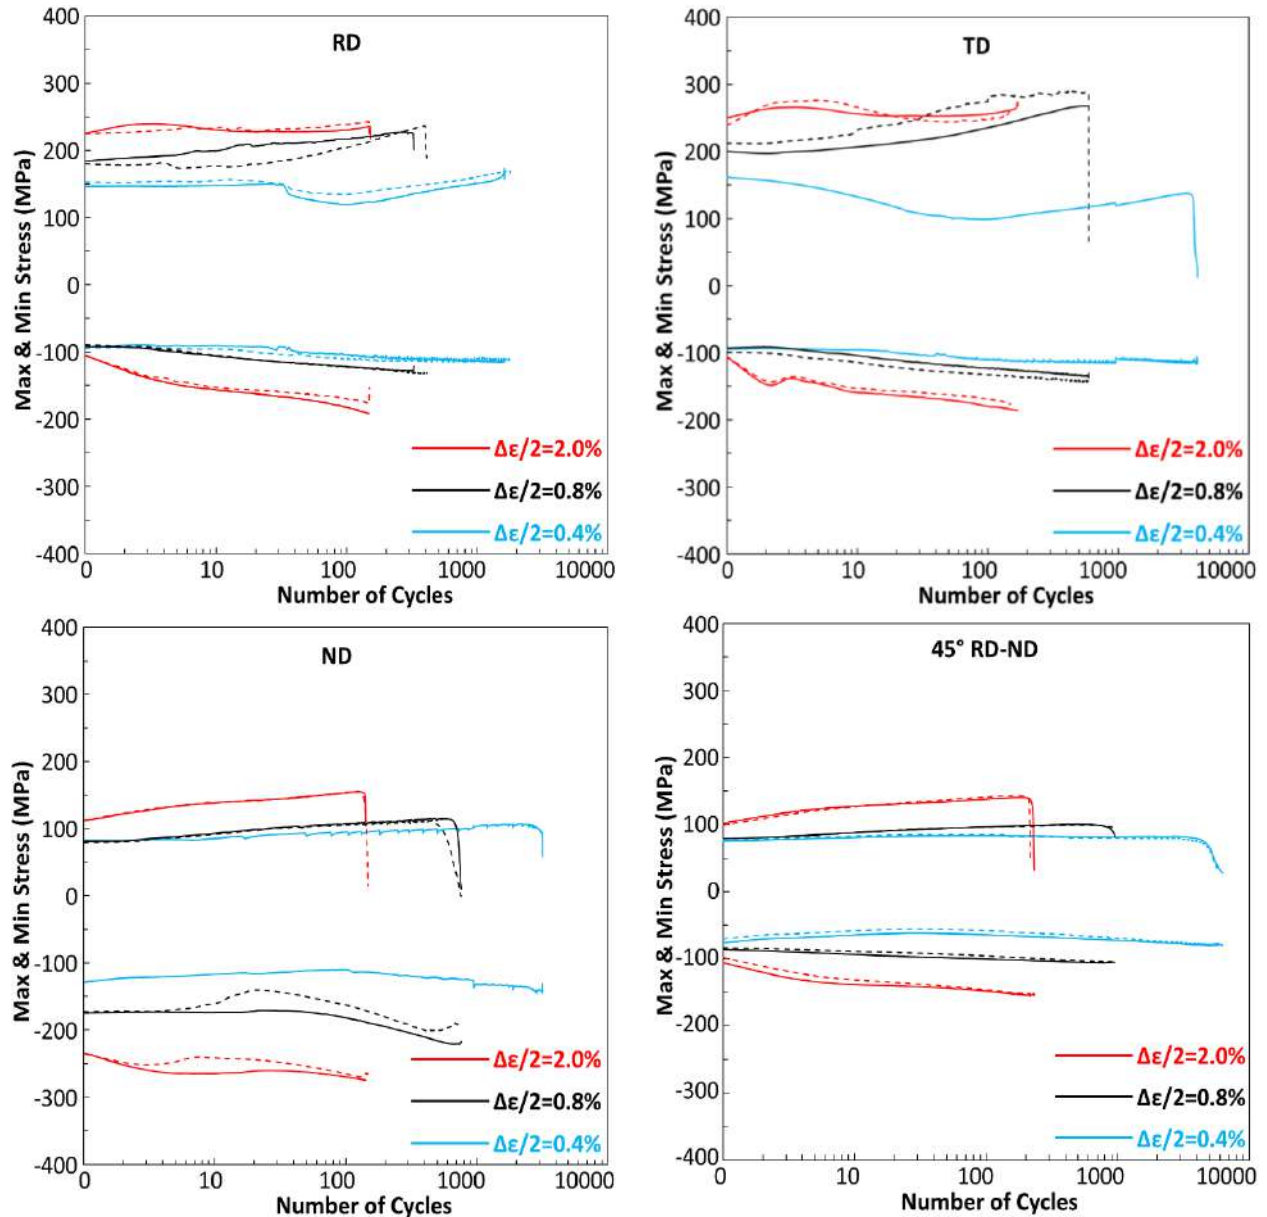 RD
Max & Min Stress (MPa)
400
300
200
100
0
-100
-200
-300
-400
Δε/2=2.0%
Δε/2=0.8%
Δε/2=0.4%
0 10 100 1000 10000
Number of Cycles
TD
Max & Min Stress (MPa)
400
300
200
100
0
-100
-200
-300
-400
Δε/2=2.0%
Δε/2=0.8%
Δε/2=0.4%
0 10 100 1000 10000
Number of Cycles
ND
Max & Min Stress (MPa)
400
300
200
100
0
-100
-200
-300
-400
Δε/2=2.0%
Δε/2=0.8%
Δε/2=0.4%
0 10 100 1000 10000
Number of Cycles
45° RD-ND
Max & Min Stress (MPa)
400
300
200
100
0
-100
-200
-300
-400
Δε/2=2.0%
Δε/2=0.8%
Δε/2=0.4%
0 10 100 1000 10000
Number of Cycles